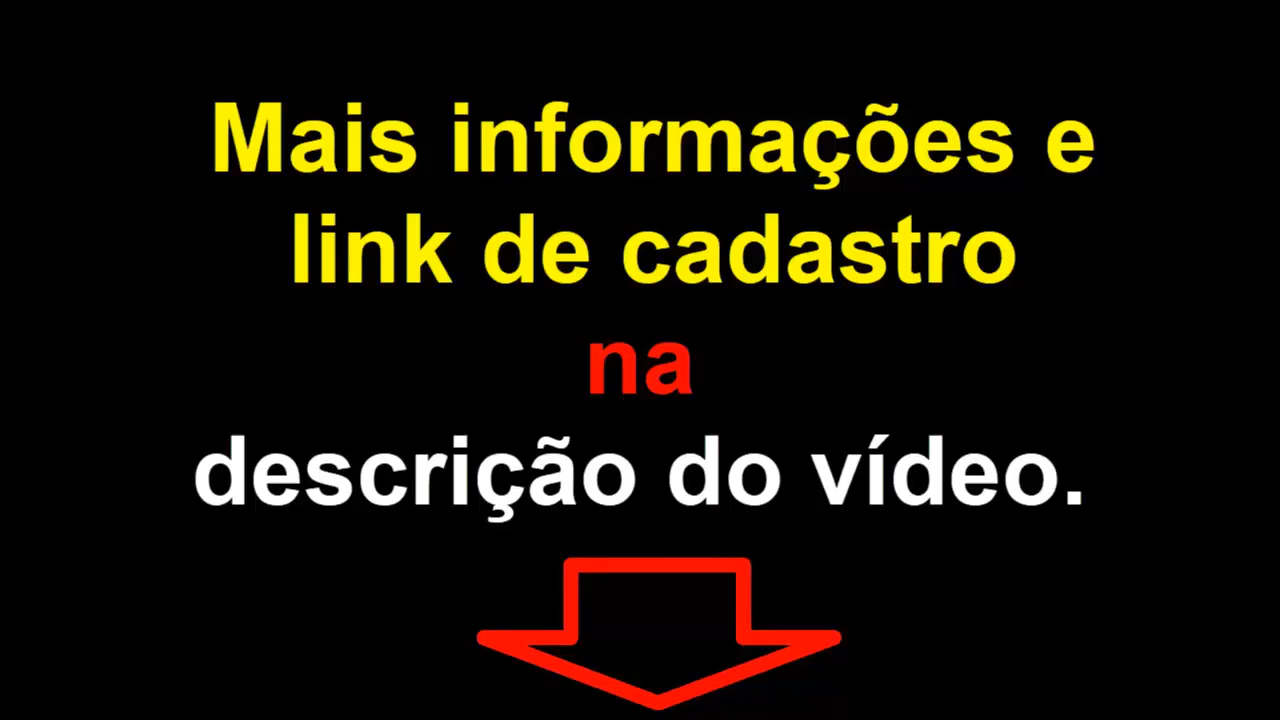 Mais informações e
link de cadastro
na
descrição do vídeo.